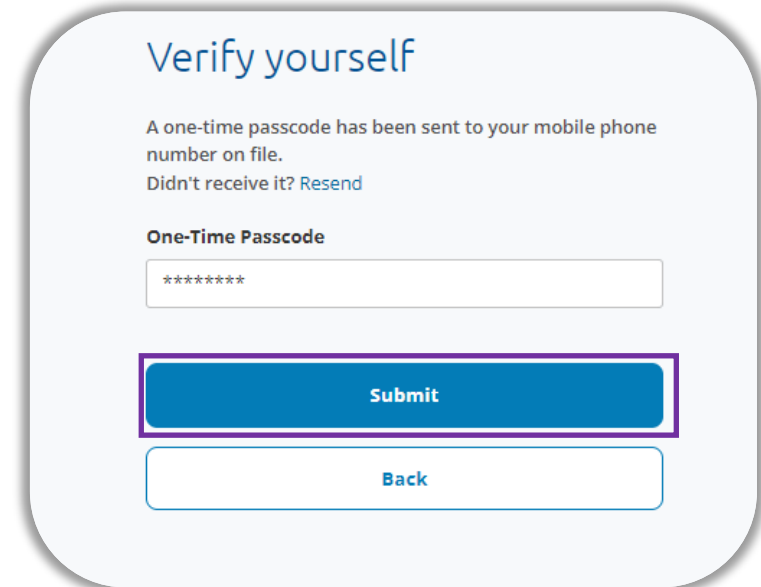 Verify yourself
A one-time passcode has been sent to your mobile phone
number on file.
Didn't receive it? Resend
One-Time Passcode
********
Submit
Back